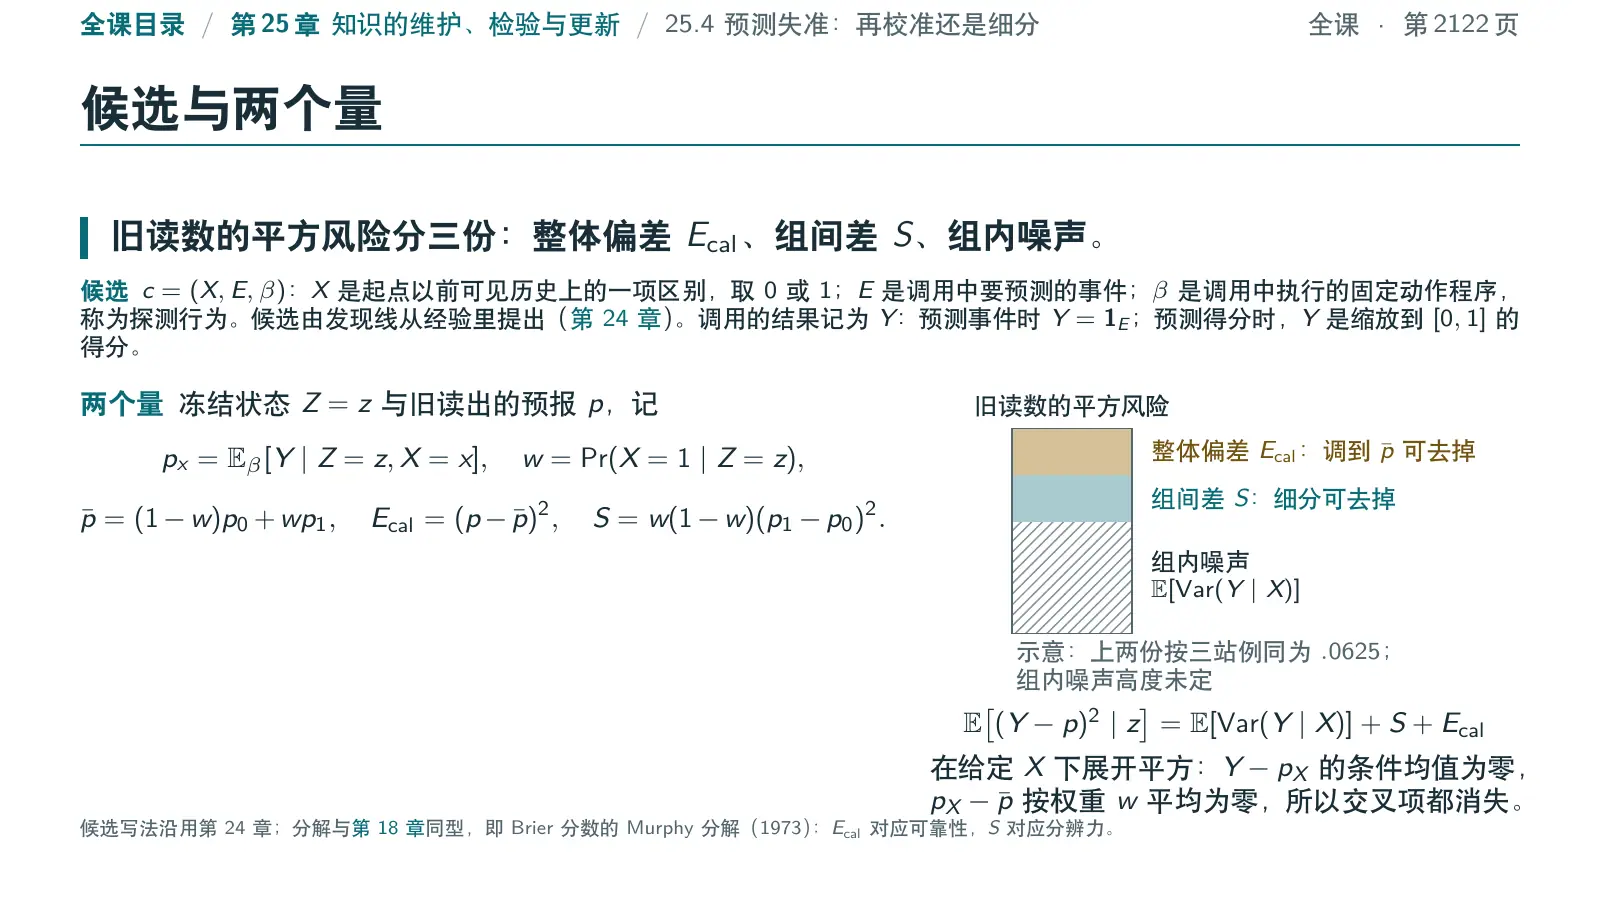 全课目录 / 第 25 章 知识的维护、检验与更新 / 25.4 预测失准：再校准还是细分
全课 · 第 2122 页
候选与两个量
旧读数的平方风险分三份：整体偏差 E_cal、组间差 S、组内噪声。
候选 c = (X, E, β)：X 是起点以前可见历史上的一项区别，取 0 或 1；E 是调用中要预测的事件；β 是调用中执行的固定动作程序，
称为探测行为。候选由发现线从经验里提出（第 24 章）。调用的结果记为 Y：预测事件时 Y = 𝟏_E；预测得分时，Y 是缩放到 [0, 1] 的
得分。
两个量 冻结状态 Z = z 与旧读出的预报 p，记
p_x = 𝔼_β[Y | Z = z, X = x], w = Pr(X = 1 | Z = z),
p̄ = (1 − w)p₀ + wp₁, E_cal = (p − p̄)², S = w(1 − w)(p₁ − p₀)².
旧读数的平方风险
整体偏差 E_cal：调到 p̄ 可去掉
组间差 S：细分可去掉
组内噪声
𝔼[Var(Y | X)]
示意：上两份按三站例同为 .0625；
组内噪声高度未定
𝔼[(Y − p)² | z] = 𝔼[Var(Y | X)] + S + E_cal
在给定 X 下展开平方：Y − p_X 的条件均值为零，
p_X − p̄ 按权重 w 平均为零，所以交叉项都消失。
候选写法沿用第 24 章；分解与第 18 章同型，即 Brier 分数的 Murphy 分解（1973）：E_cal 对应可靠性，S 对应分辨力。